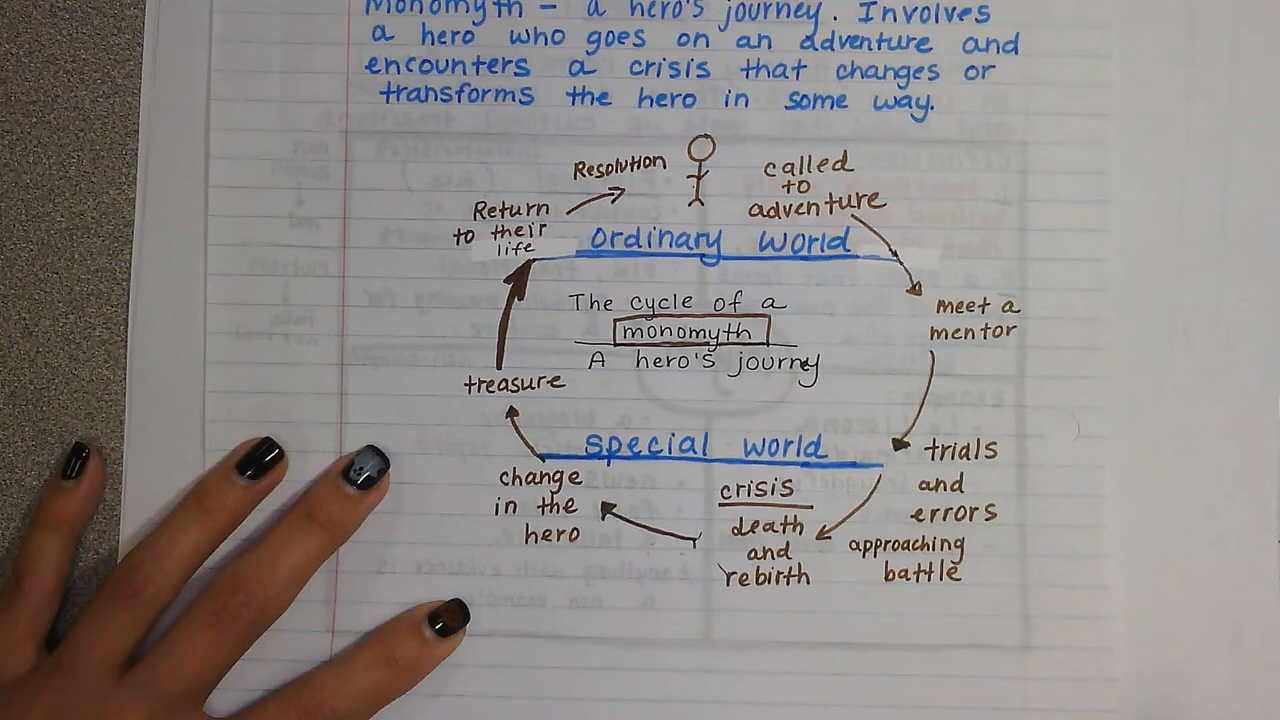 Monomyth - a hero's journey. Involves
a hero who goes on an adventure and
encounters a crisis that changes or
transforms the hero in some way.
Resolution
called
to
adventure
Return
to their
life
ordinary world
The cycle of a
monomyth
A hero's journey
meet a
mentor
treasure
special world
trials
and
errors
change
in the
hero
crisis
death
and
rebirth
approaching
battle